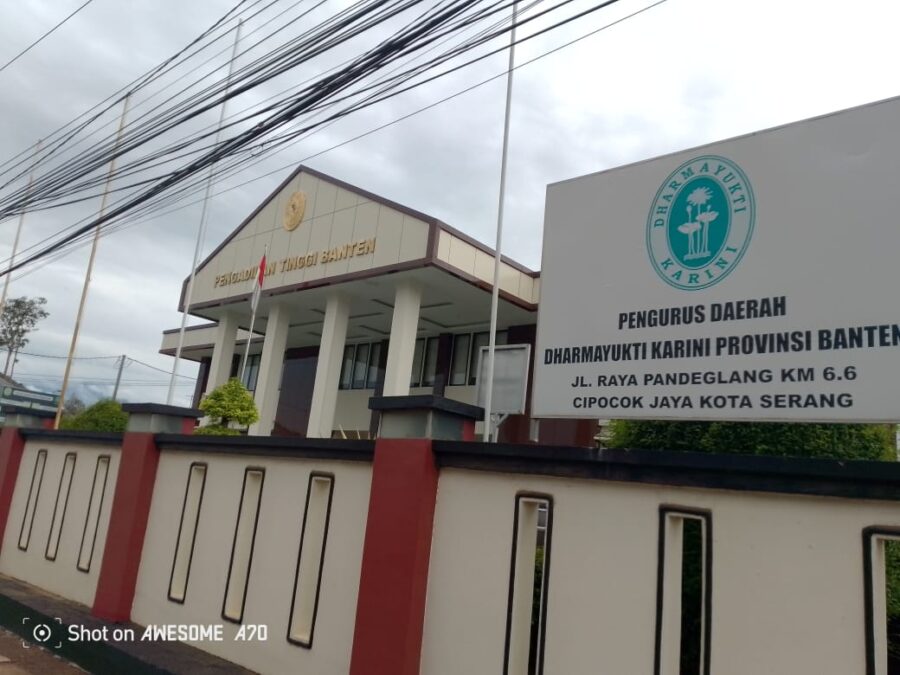 PENGADILAN TINGGI BANTEN
DHARMAYUKTI
KARINI
PENGURUS DAERAH
DHARMAYUKTI KARINI PROVINSI BANTEN
JL. RAYA PANDEGLANG KM 6.6
CIPOCOK JAYA KOTA SERANG
Shot on AWESOME A70